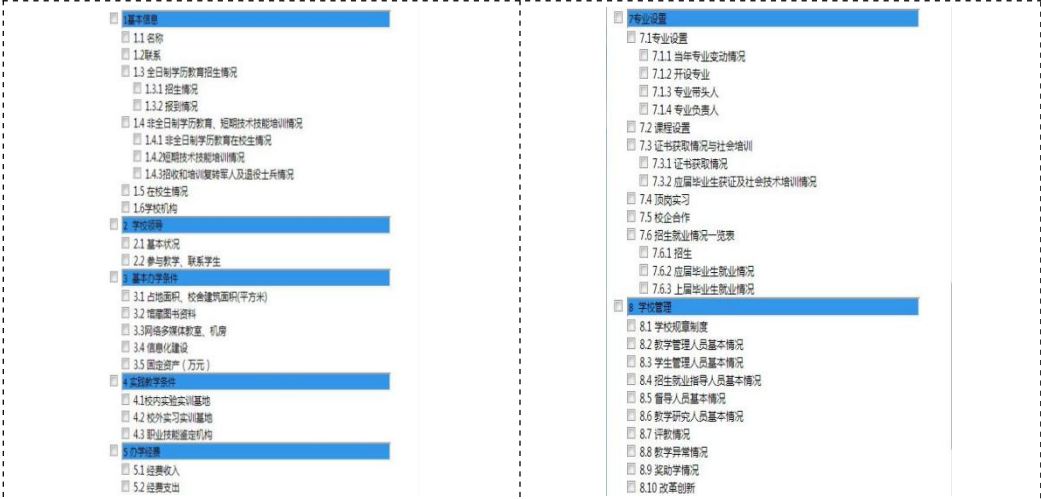 1基本信息
1.1 名称
1.2联系
1.3 全日制学历教育招生情况
1.3.1 招生情况
1.3.2 报到情况
1.4 非全日制学历教育、短期技术技能培训情况
1.4.1 非全日制学历教育在校生情况
1.4.2短期技术技能培训情况
1.4.3招收和培训复转军人及退役士兵情况
1.5 在校生情况
1.6学校机构
2 学校领导
2.1 基本状况
2.2 参与教学、联系学生
3 基本办学条件
3.1 占地面积、校舍建筑面积(平方米)
3.2 馆藏图书资料
3.3网络多媒体教室、机房
3.4 信息化建设
3.5 固定资产（万元）
4 实践教学条件
4.1校内实验实训基地
4.2 校外实习实训基地
4.3 职业技能鉴定机构
5 办学经费
5.1 经费收入
5.2 经费支出
7专业设置
7.1专业设置
7.1.1 当年专业变动情况
7.1.2 开设专业
7.1.3 专业带头人
7.1.4 专业负责人
7.2 课程设置
7.3 证书获取情况与社会培训
7.3.1 证书获取情况
7.3.2 应届毕业生获证及社会技术培训情况
7.4 顶岗实习
7.5 校企合作
7.6 招生就业情况一览表
7.6.1 招生
7.6.2 应届毕业生就业情况
7.6.3 上届毕业生就业情况
8 学校管理
8.1 学校规章制度
8.2 教学管理人员基本情况
8.3 学生管理人员基本情况
8.4 招生就业指导人员基本情况
8.5 督导人员基本情况
8.6 教学研究人员基本情况
8.7 评教情况
8.8 教学异常情况
8.9 奖助学情况
8.10 改革创新